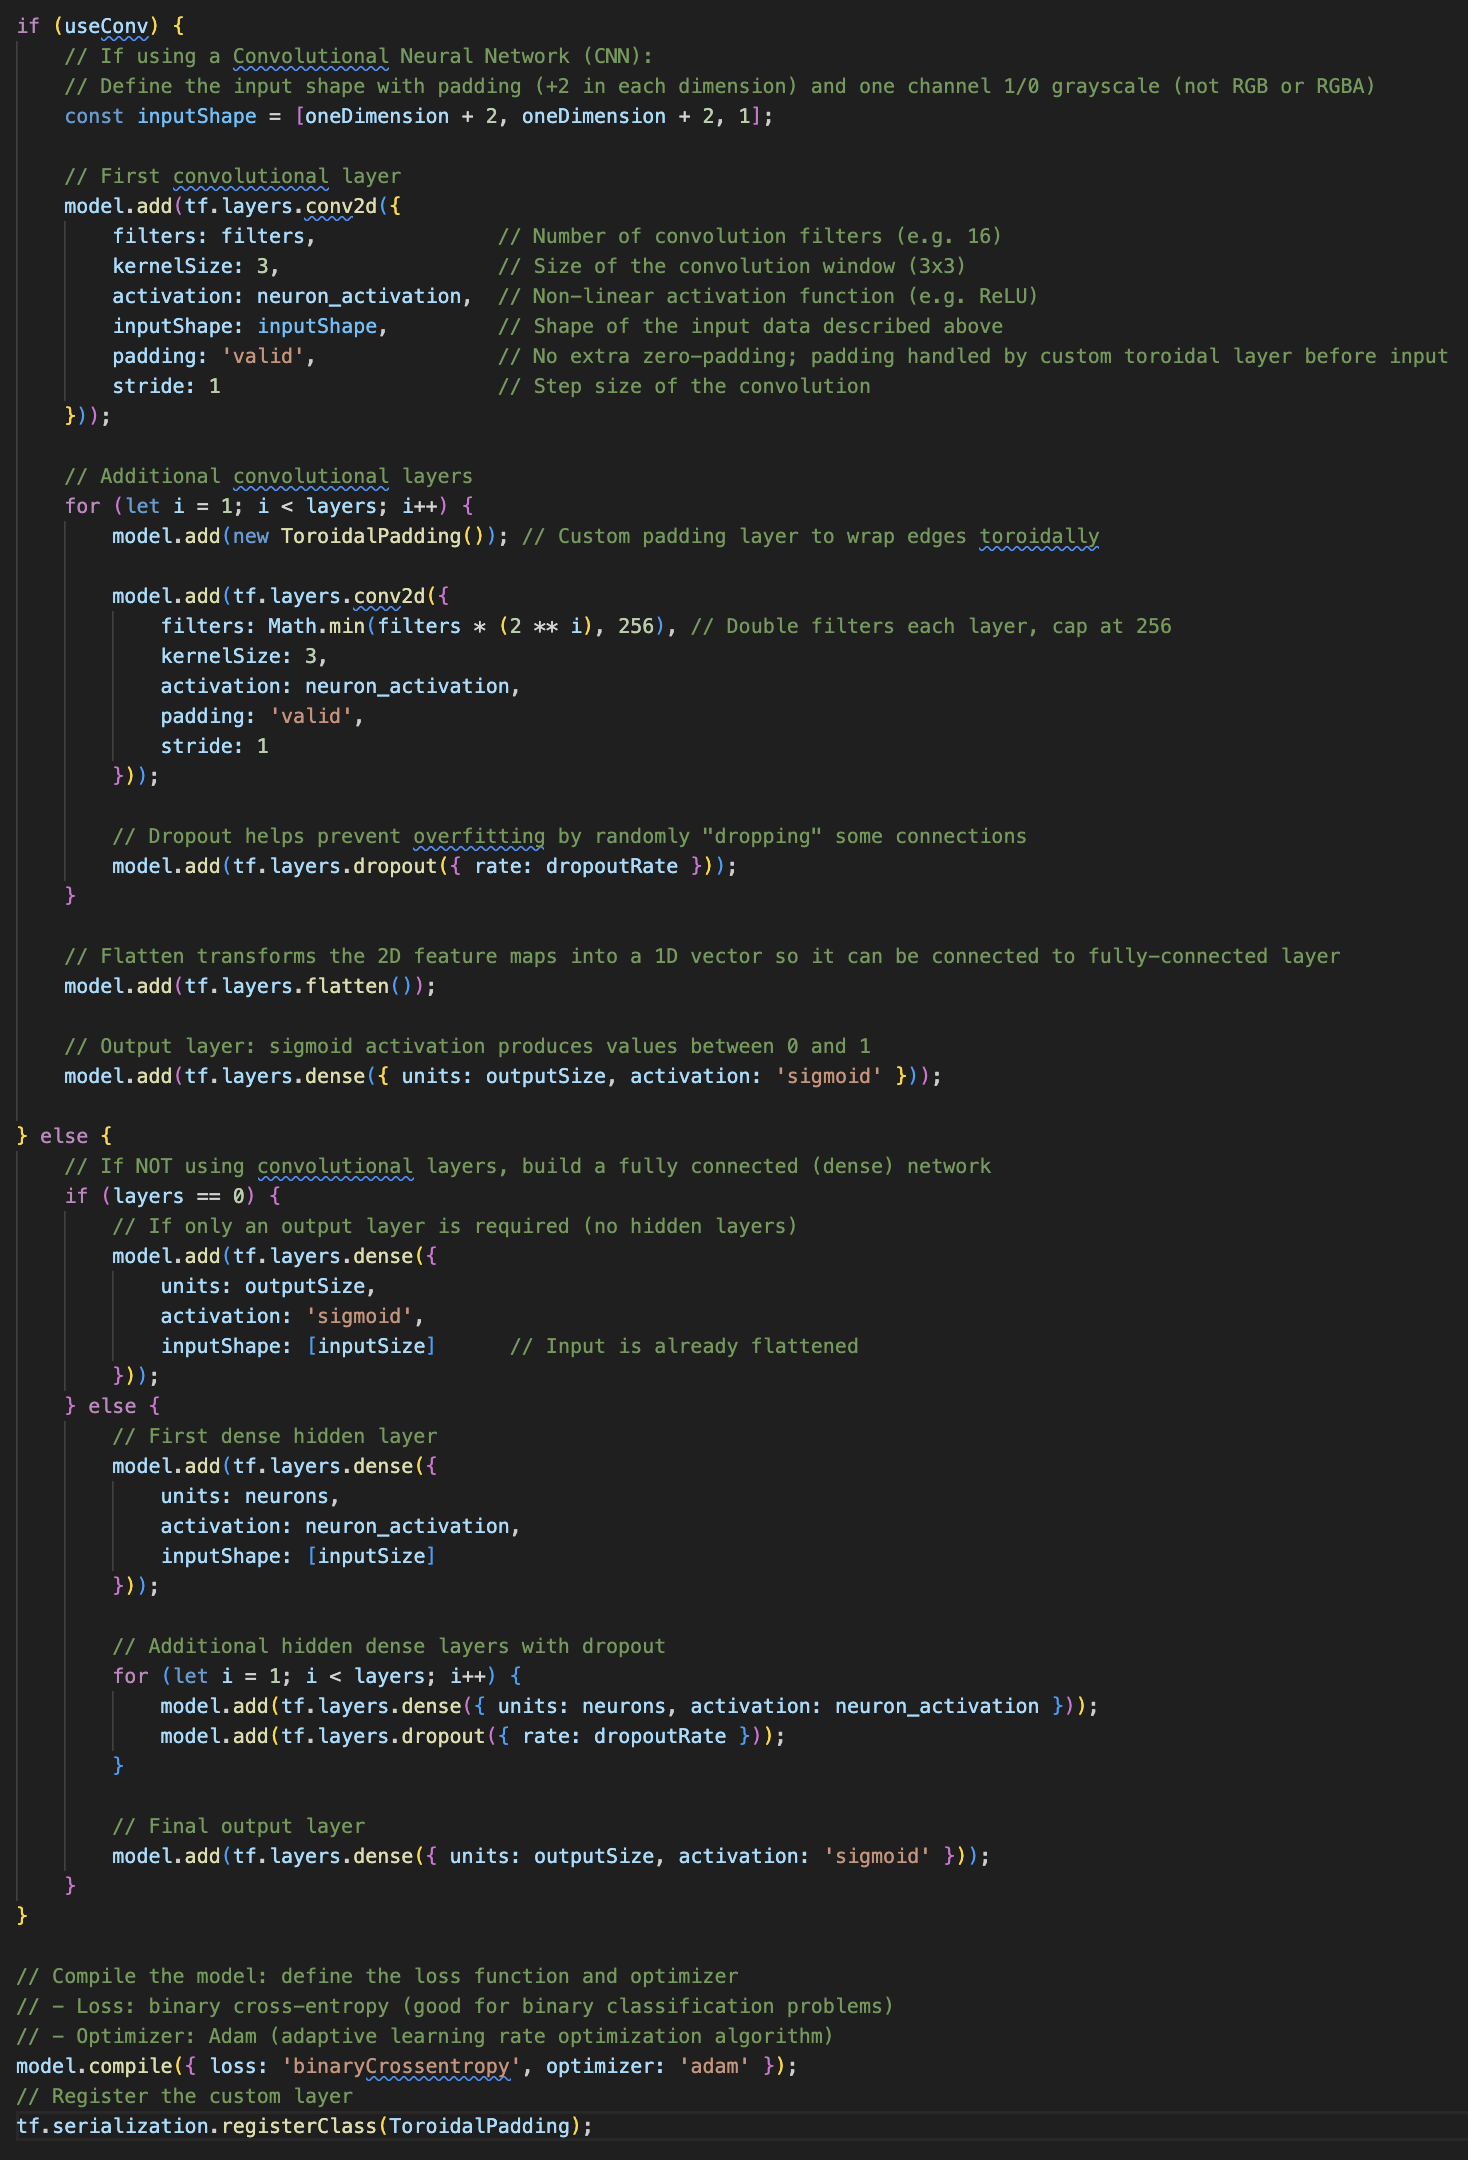 if (useConv) {
    // If using a Convolutional Neural Network (CNN):
    // Define the input shape with padding (+2 in each dimension) and one channel 1/0 grayscale (not RGB or RGBA)
    const inputShape = [oneDimension + 2, oneDimension + 2, 1];

    // First convolutional layer
    model.add(tf.layers.conv2d({
        filters: filters,               // Number of convolution filters (e.g. 16)
        kernelSize: 3,                  // Size of the convolution window (3x3)
        activation: neuron_activation,  // Non-linear activation function (e.g. ReLU)
        inputShape: inputShape,         // Shape of the input data described above
        padding: 'valid',               // No extra zero-padding; padding handled by custom toroidal layer before input
        stride: 1                       // Step size of the convolution
    }));

    // Additional convolutional layers
    for (let i = 1; i < layers; i++) {
        model.add(new ToroidalPadding()); // Custom padding layer to wrap edges toroidally

        model.add(tf.layers.conv2d({
            filters: Math.min(filters * (2 ** i), 256), // Double filters each layer, cap at 256
            kernelSize: 3,
            activation: neuron_activation,
            padding: 'valid',
            stride: 1
        }));

        // Dropout helps prevent overfitting by randomly "dropping" some connections
        model.add(tf.layers.dropout({ rate: dropoutRate }));
    }

    // Flatten transforms the 2D feature maps into a 1D vector so it can be connected to fully-connected layer
    model.add(tf.layers.flatten());

    // Output layer: sigmoid activation produces values between 0 and 1
    model.add(tf.layers.dense({ units: outputSize, activation: 'sigmoid' }));

} else {
    // If NOT using convolutional layers, build a fully connected (dense) network
    if (layers == 0) {
        // If only an output layer is required (no hidden layers)
        model.add(tf.layers.dense({
            units: outputSize,
            activation: 'sigmoid',
            inputShape: [inputSize]      // Input is already flattened
        }));
    } else {
        // First dense hidden layer
        model.add(tf.layers.dense({
            units: neurons,
            activation: neuron_activation,
            inputShape: [inputSize]
        }));

        // Additional hidden dense layers with dropout
        for (let i = 1; i < layers; i++) {
            model.add(tf.layers.dense({ units: neurons, activation: neuron_activation }));
            model.add(tf.layers.dropout({ rate: dropoutRate }));
        }

        // Final output layer
        model.add(tf.layers.dense({ units: outputSize, activation: 'sigmoid' }));
    }
}

// Compile the model: define the loss function and optimizer
// - Loss: binary cross-entropy (good for binary classification problems)
// - Optimizer: Adam (adaptive learning rate optimization algorithm)
model.compile({ loss: 'binaryCrossentropy', optimizer: 'adam' });
// Register the custom layer
tf.serialization.registerClass(ToroidalPadding);